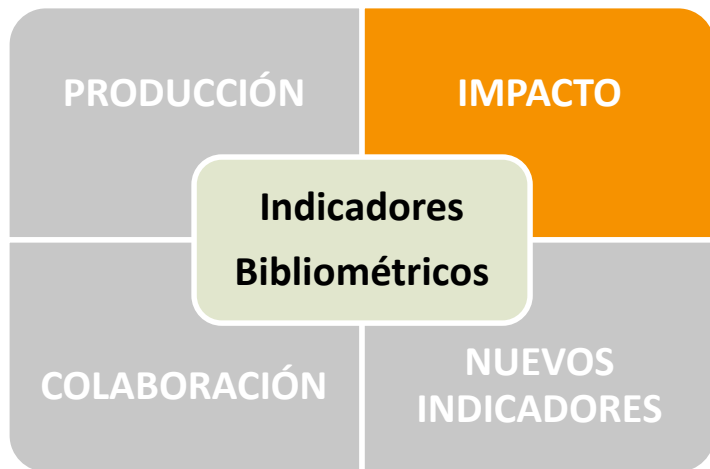 PRODUCCIÓN
IMPACTO
Indicadores
Bibliométricos
COLABORACIÓN
NUEVOS
INDICADORES